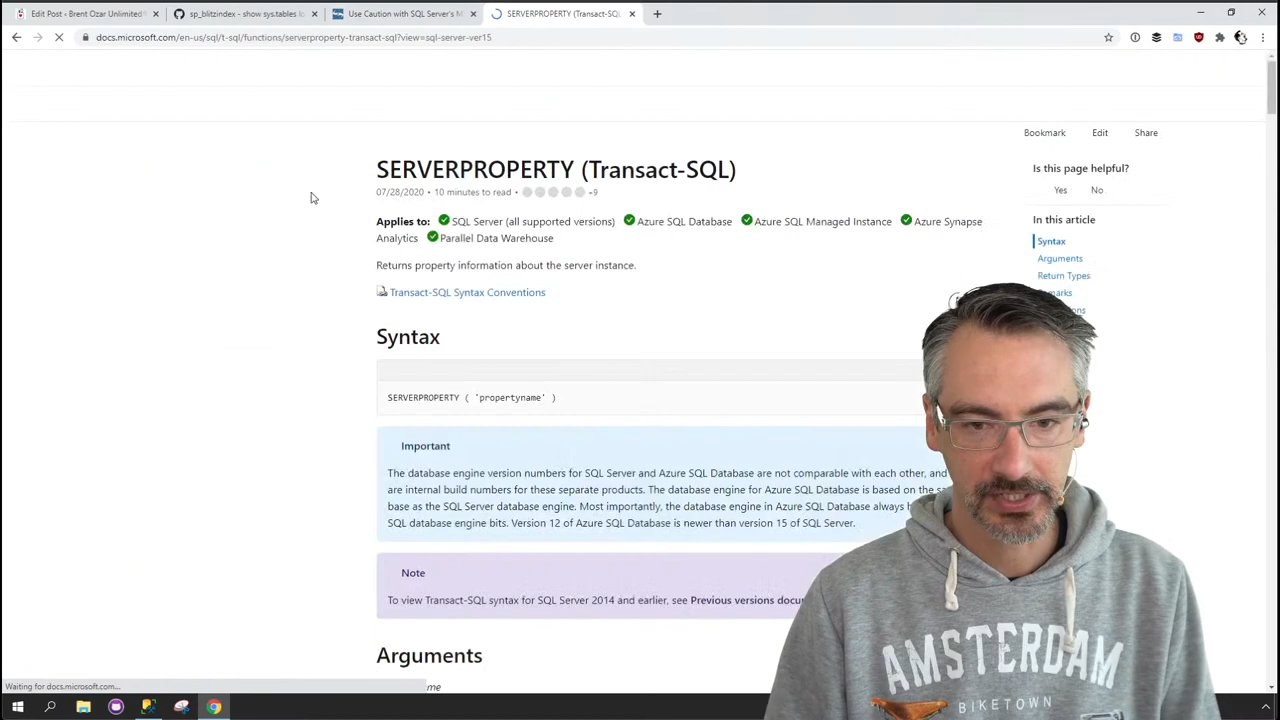 Edit Post ‹ Brent Ozar Unlimited®
sp_blitzindex - show sys.tables
Use Caution with SQL Server's M
SERVERPROPERTY (Transact-SQL)
docs.microsoft.com/en-us/sql/t-sql/functions/serverproperty-transact-sql?view=sql-server-ver15
Bookmark Edit Share
SERVERPROPERTY (Transact-SQL)
07/28/2020 • 10 minutes to read • +9
Is this page helpful?
Yes No
Applies to: SQL Server (all supported versions) Azure SQL Database Azure SQL Managed Instance Azure Synapse
Analytics Parallel Data Warehouse
Returns property information about the server instance.
Transact-SQL Syntax Conventions
In this article
Syntax
Arguments
Return Types
Syntax
SERVERPROPERTY ( 'propertyname' )
Important
The database engine version numbers for SQL Server and Azure SQL Database are not comparable with each other, and
are internal build numbers for these separate products. The database engine for Azure SQL Database is based on the
base as the SQL Server database engine. Most importantly, the database engine in Azure SQL Database always
SQL database engine bits. Version 12 of Azure SQL Database is newer than version 15 of SQL Server.
Note
To view Transact-SQL syntax for SQL Server 2014 and earlier, see Previous versions
Arguments
Waiting for docs.microsoft.com...
AMSTERDAM
BIKETOWN